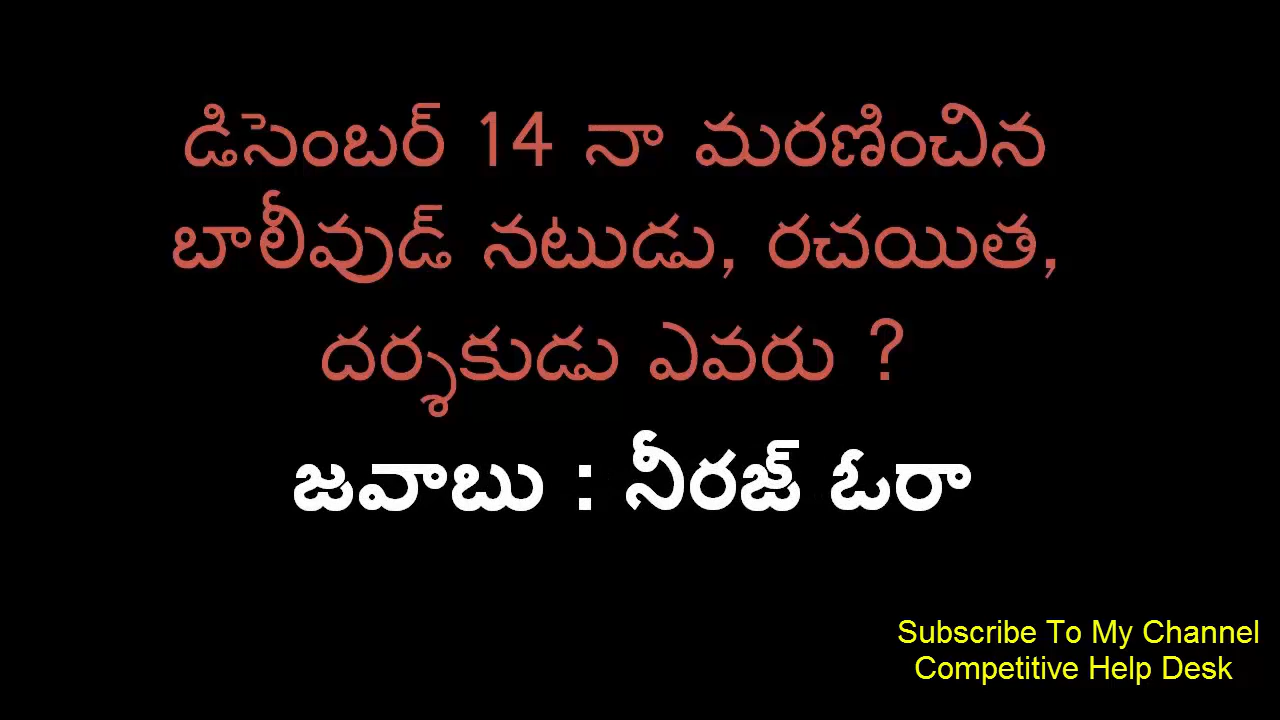 డిసెంబర్ 14 నా మరణించిన
బాలీవుడ్ నటుడు, రచయిత,
దర్శకుడు ఎవరు ?
జవాబు : నీరజ్ ఓరా
Subscribe To My Channel
Competitive Help Desk